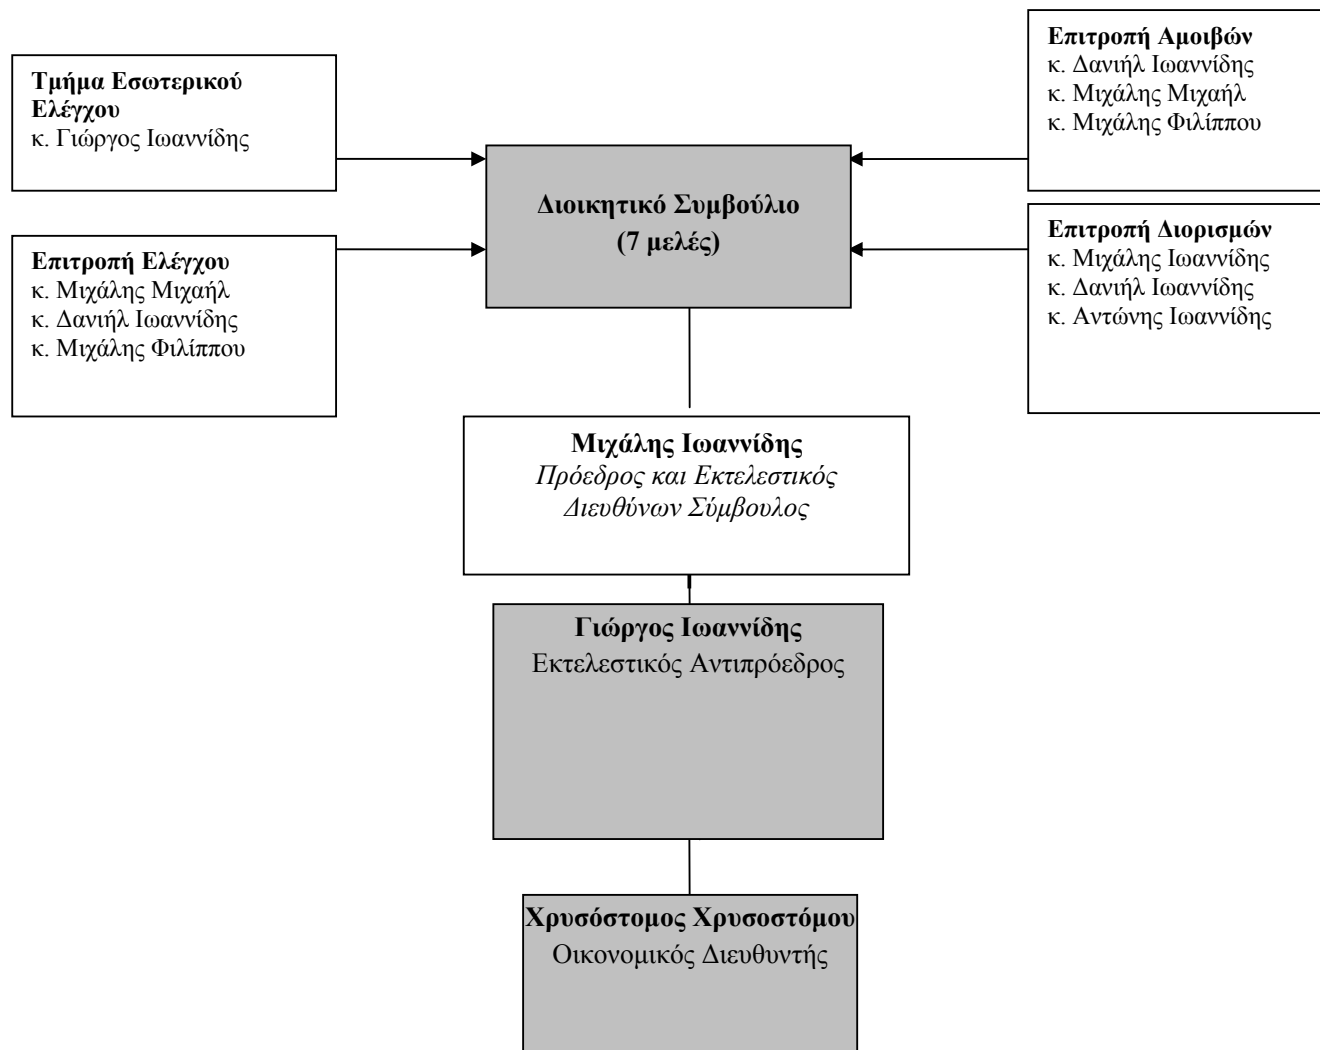 Τμήμα Εσωτερικού
Ελέγχου
κ. Γιώργος Ιωαννίδης
Επιτροπή Ελέγχου
κ. Μιχάλης Μιχαήλ
κ. Δανιήλ Ιωαννίδης
κ. Μιχάλης Φιλίππου
Διοικητικό Συμβούλιο
(7 μελές)
Επιτροπή Αμοιβών
κ. Δανιήλ Ιωαννίδης
κ. Μιχάλης Μιχαήλ
κ. Μιχάλης Φιλίππου
Επιτροπή Διορισμών
κ. Μιχάλης Ιωαννίδης
κ. Δανιήλ Ιωαννίδης
κ. Αντώνης Ιωαννίδης
Μιχάλης Ιωαννίδης
Πρόεδρος και Εκτελεστικός
Διευθύνων Σύμβουλος
Γιώργος Ιωαννίδης
Εκτελεστικός Αντιπρόεδρος
Χρυσόστομος Χρυσοστόμου
Οικονομικός Διευθυντής